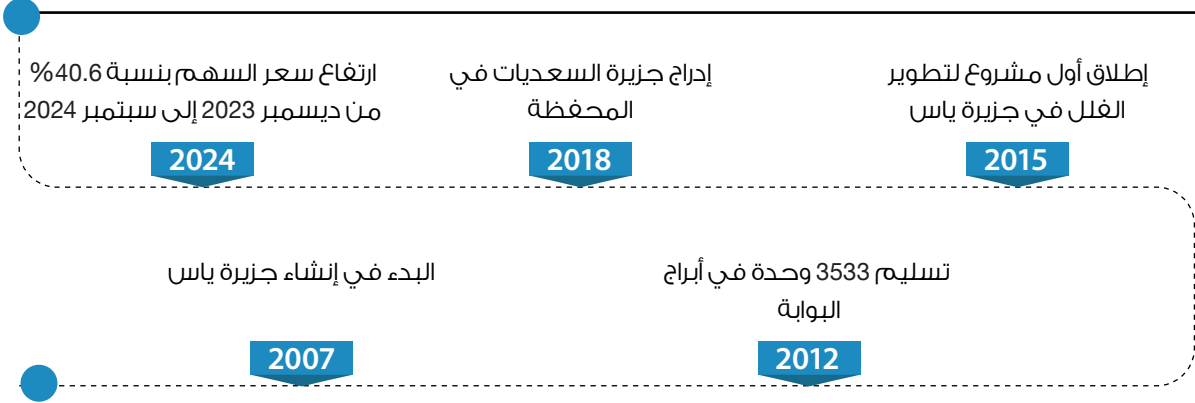 إطلاق أول مشروع لتطوير
الفلل في جزيرة ياس
2015
إدراج جزيرة السعديات في
المحفظة
2018
ارتفاع سعر السهم بنسبة 40.6%
من ديسمبر 2023 إلى سبتمبر 2024
2024
تسليم 3533 وحدة في أبراج
البوابة
2012
البدء في إنشاء جزيرة ياس
2007